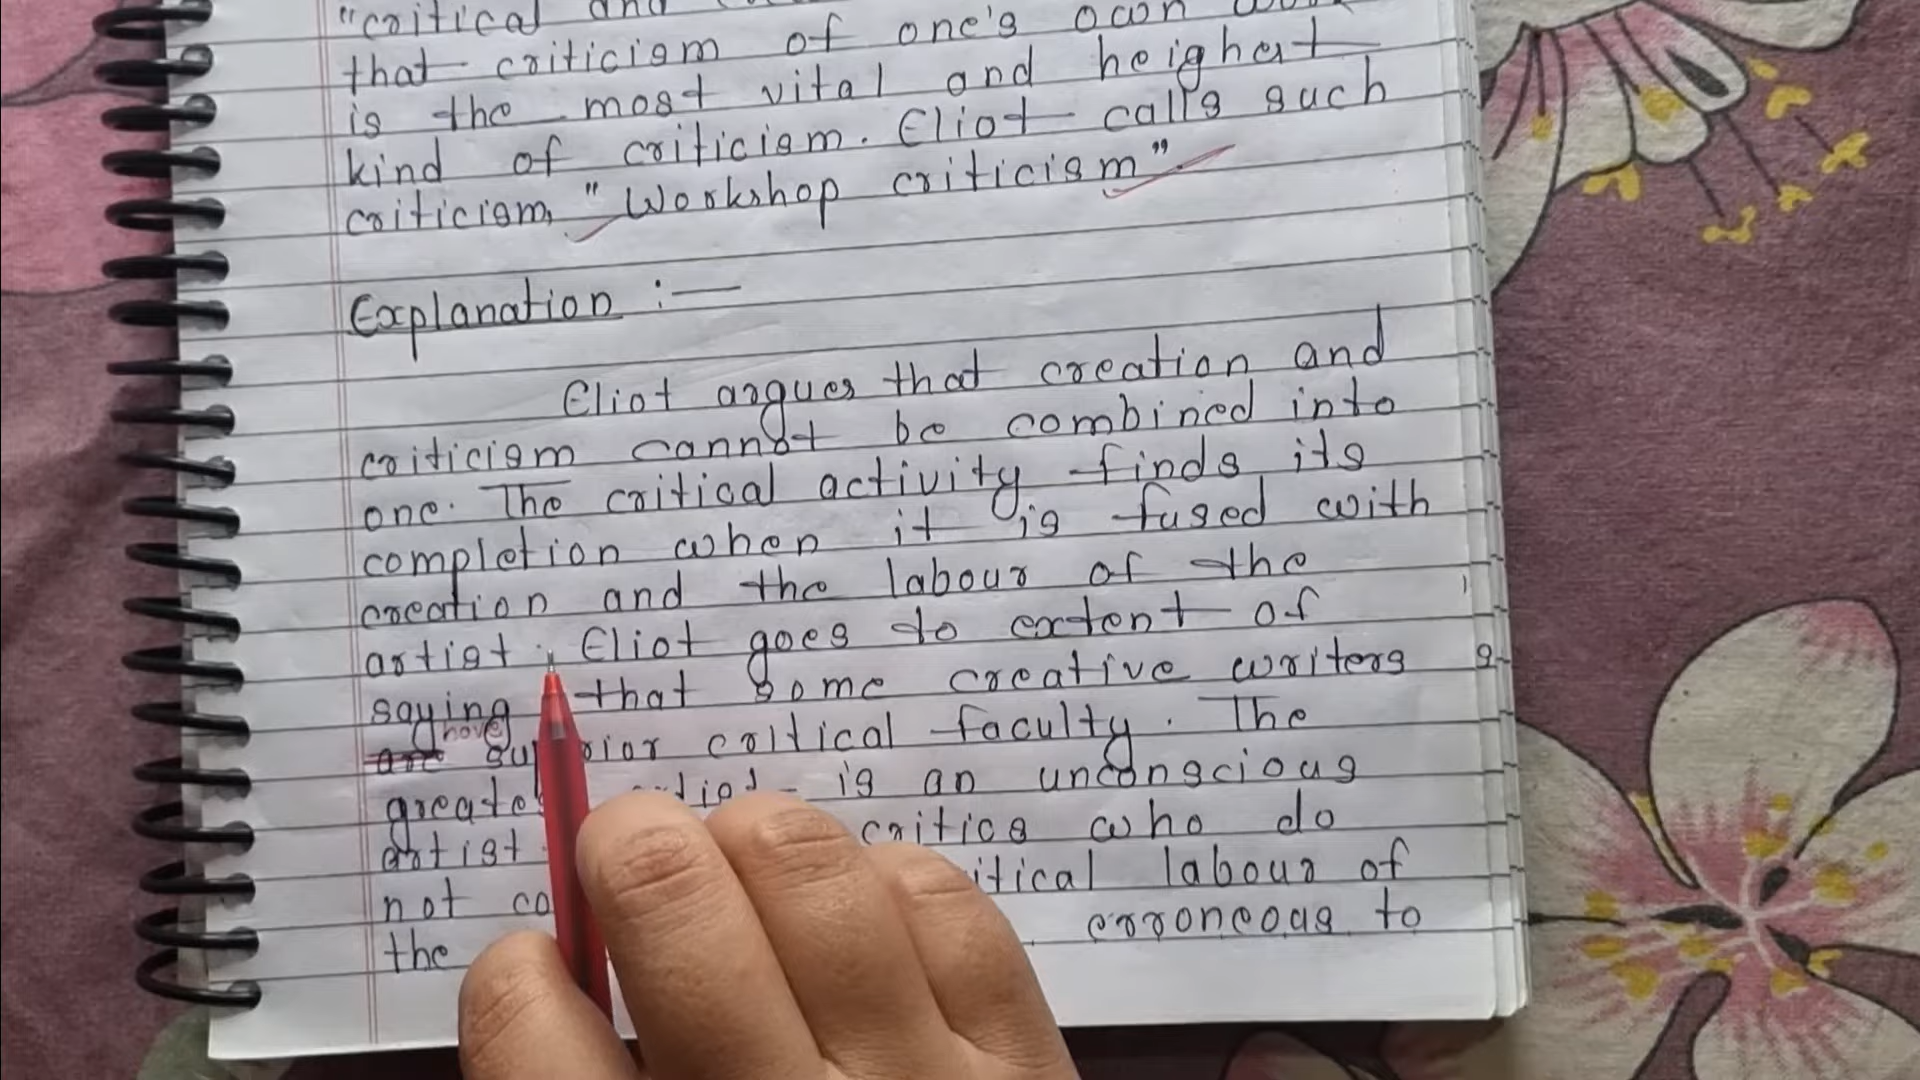 "critical and
that criticism of one's own
is the most vital and heighest
kind of criticism. Eliot calls such
criticism, "Workshop criticism"
Explanation :—
Eliot argues that creation and
criticism cannot be combined into
one. The critical activity finds its
completion when it is fused with
creation and the labour of the
artist. Eliot goes to extent of
saying that some creative writers
have
are critical faculty. The
is an unconscious
artist critics who do
not labour of
the erroneous to